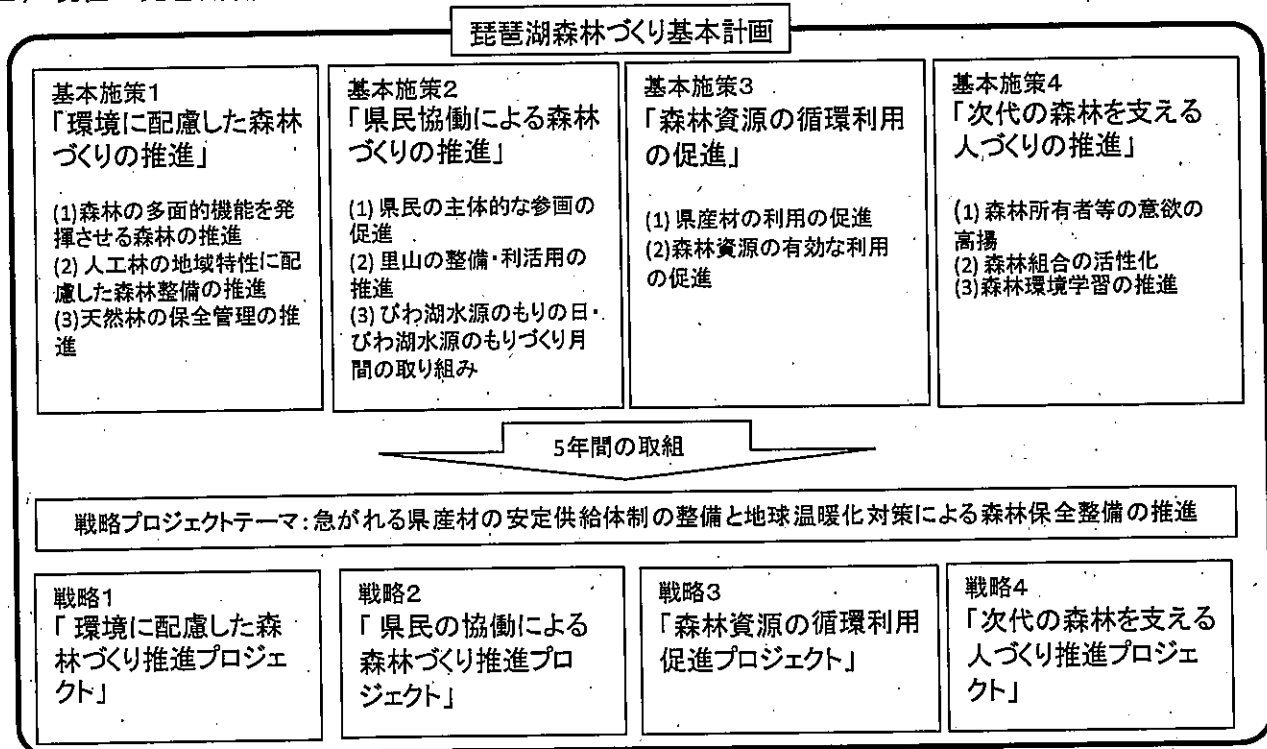 琵琶湖森林づくり基本計画
基本施策1
「環境に配慮した森林
づくりの推進」
(1)森林の多面的機能を発
揮させる森林の推進
(2) 人工林の地域特性に配
慮した森林整備の推進
(3)天然林の保全管理の推
進
基本施策2
「県民協働による森林
づくりの推進」
(1) 県民の主体的な参画の
促進
(2) 里山の整備・利活用の
推進
(3) びわ湖水源のもりの日・
びわ湖水源のもりづくり月
間の取り組み
基本施策3
「森林資源の循環利用
の促進」
(1) 県産材の利用の促進
(2)森林資源の有効な利用
の促進
基本施策4
「次代の森林を支える
人づくりの推進」
(1) 森林所有者等の意欲の
高揚
(2) 森林組合の活性化
(3)森林環境学習の推進
5年間の取組
戦略プロジェクトテーマ:急がれる県産材の安定供給体制の整備と地球温暖化対策による森林保全整備の推進
戦略1
「 環境に配慮した森
林づくり推進プロジェ
クト」
戦略2
「 県民の協働による
森林づくり推進プロ
ジェクト」
戦略3
「森林資源の循環利用
促進プロジェクト」
戦略4
「次代の森林を支える
人づくり推進プロジェ
クト」